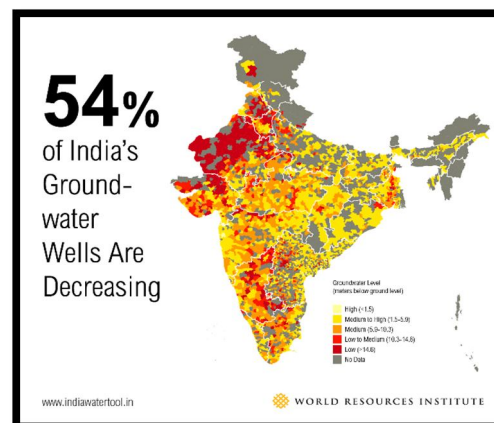 54%
of India's
Ground-
water
Wells Are
Decreasing
Groundwater Level
(meters below ground level)
High (<1.5)
Medium to High (1.5-5.9)
Medium (5.9-10.3)
Low to Medium (10.3-14.6)
Low (>14.6)
No Data
www.indiawatertool.in
WORLD RESOURCES INSTITUTE